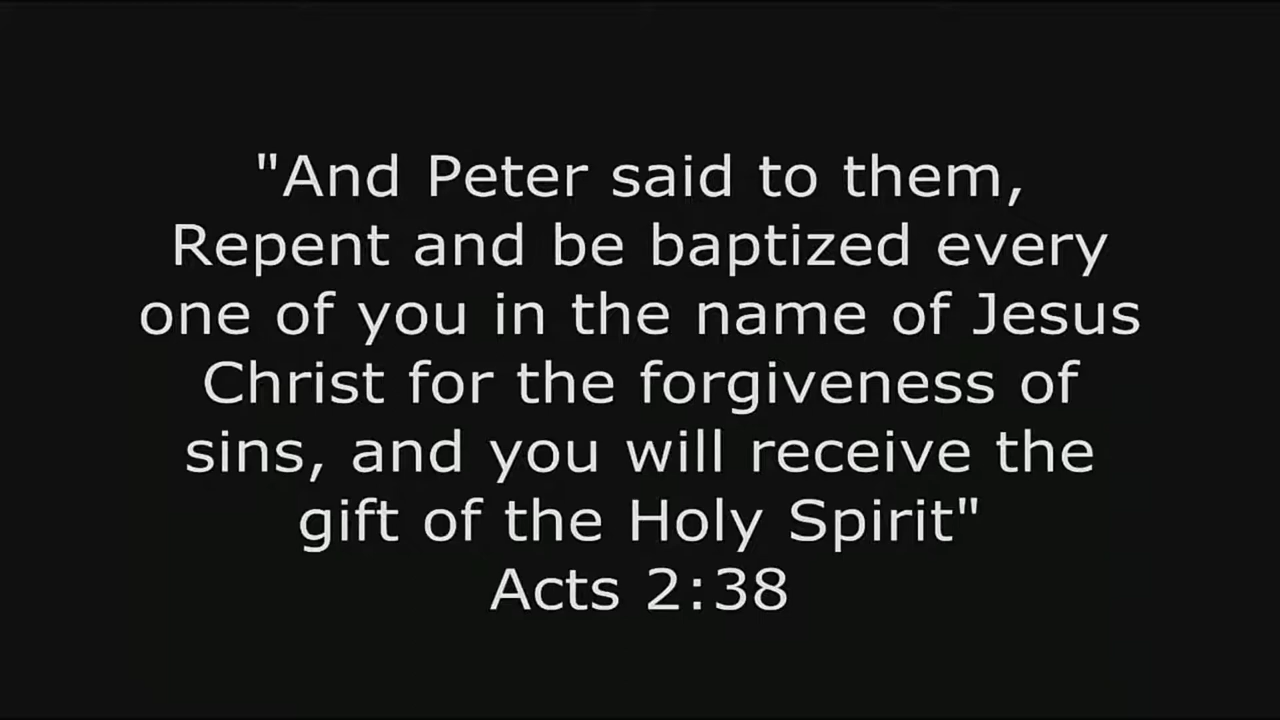 "And Peter said to them,
Repent and be baptized every
one of you in the name of Jesus
Christ for the forgiveness of
sins, and you will receive the
gift of the Holy Spirit"
Acts 2:38